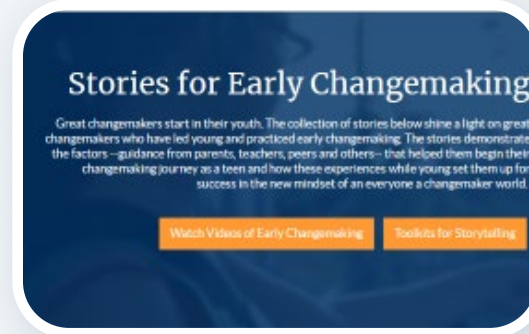 Stories for Early Changemaking
Great changemakers start in their youth. The collection of stories below shine a light on great
changemakers who have led young and practiced early changemaking. The stories demonstrate
the factors --guidance from parents, teachers, peers and others-- that helped them begin their
changemaking journey as a teen and how these experiences while young set them up for
success in the new mindset of an everyone a changemaker world.
Watch Videos of Early Changemaking
Toolkits for Storytelling